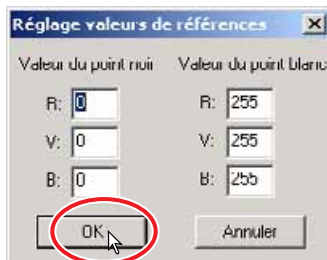 Réglage valeurs de références
Valeur du point noir Valeur du point blanc
R: 0 R: 255
V: 0 V: 255
B: 0 B: 255
OK Annuler